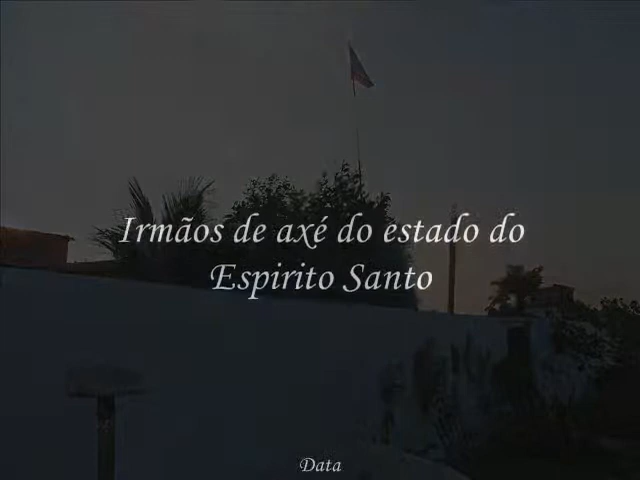 Irmãos de axé do estado do
Espirito Santo
Data